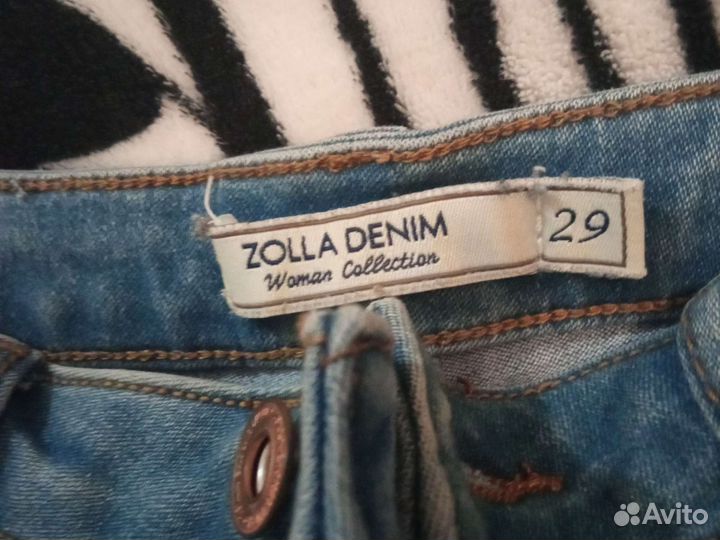 ZOLLA DENIM
Woman Collection
29
Avito